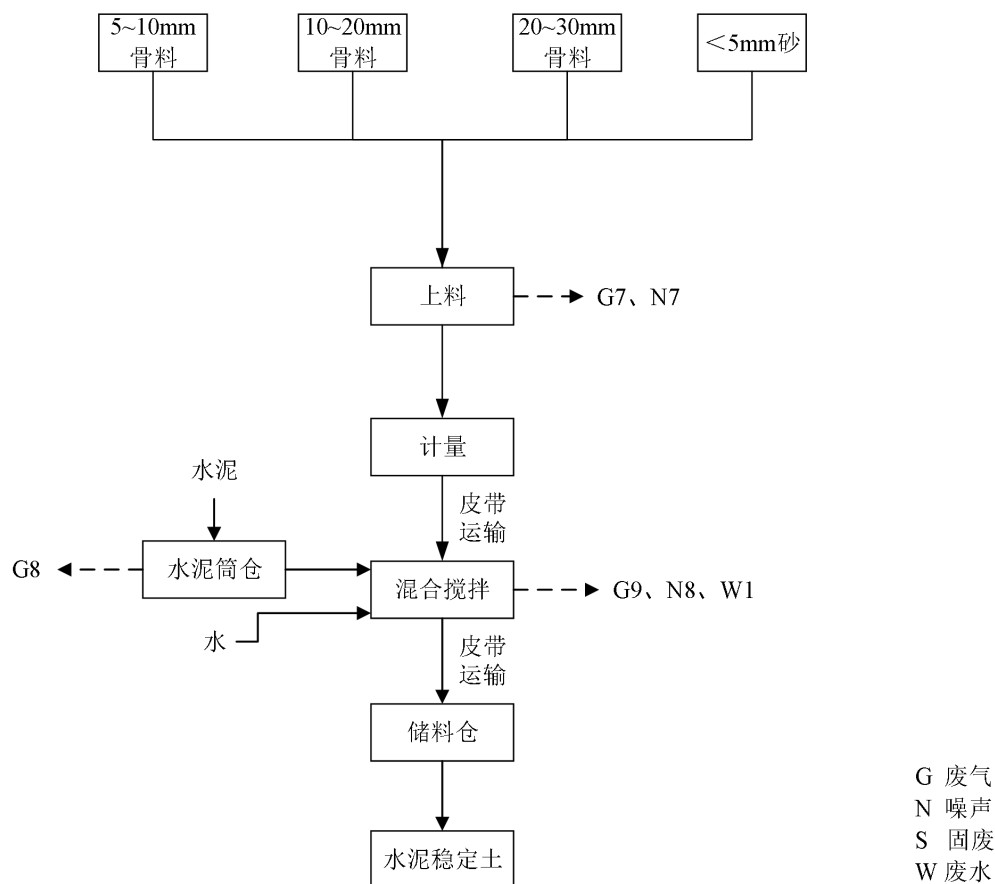 5~10mm
骨料
10~20mm
骨料
20~30mm
骨料
＜5mm砂
上料
G7、N7
计量
水泥
皮带
运输
G8
水泥筒仓
混合搅拌
G9、N8、W1
水
皮带
运输
储料仓
水泥稳定土
G 废气
N 噪声
S 固废
W 废水